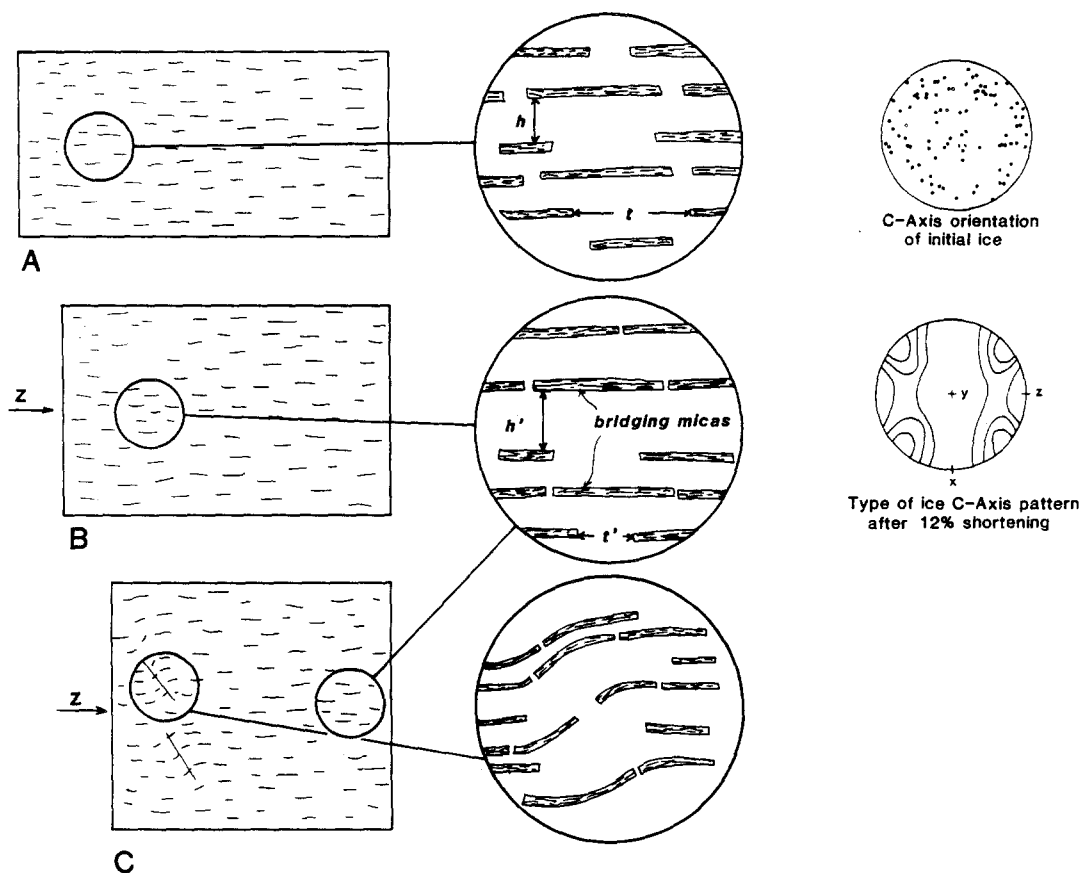 h
t
C-Axis orientation
of initial ice
A
Z
h'
bridging micas
t'
B
y
z
x
Type of ice C-Axis pattern
after 12% shortening
Z
C